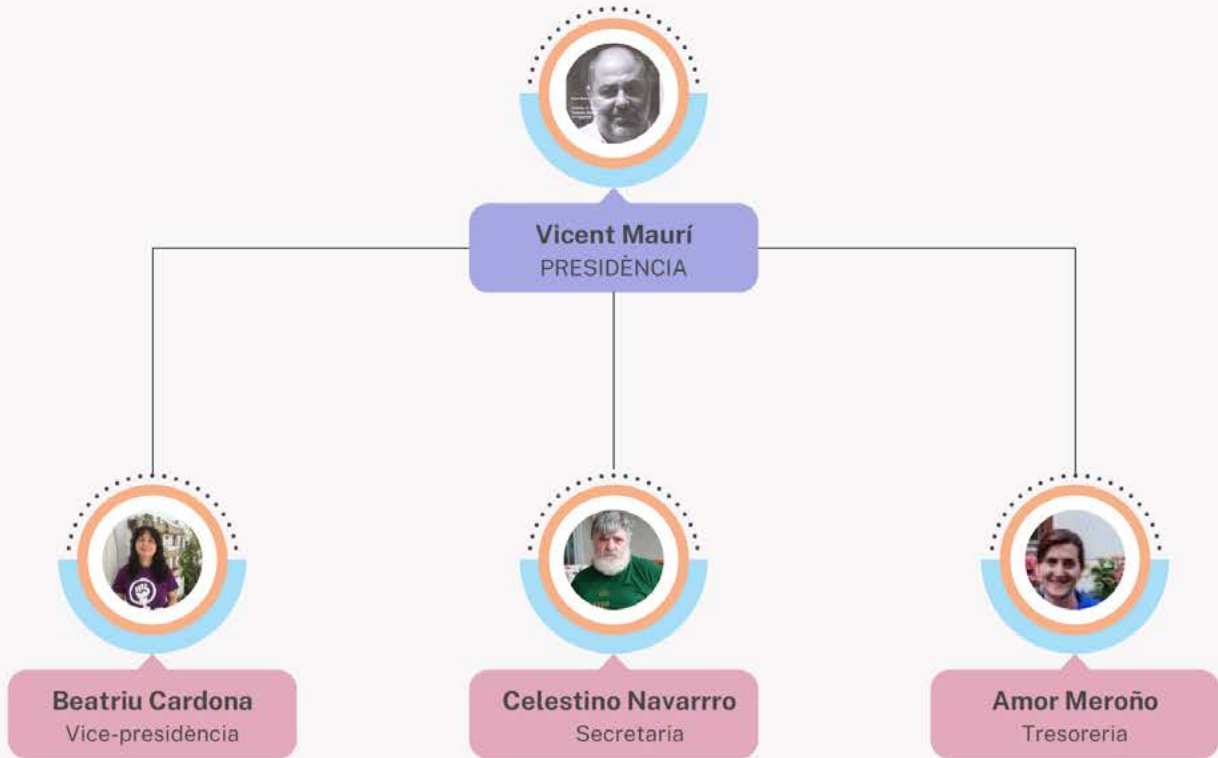 Vicent Maurí
PRESIDÈNCIA
Beatriu Cardona
Vice-presidència
Celestino Navarrro
Secretaria
Amor Meroño
Tresoreria